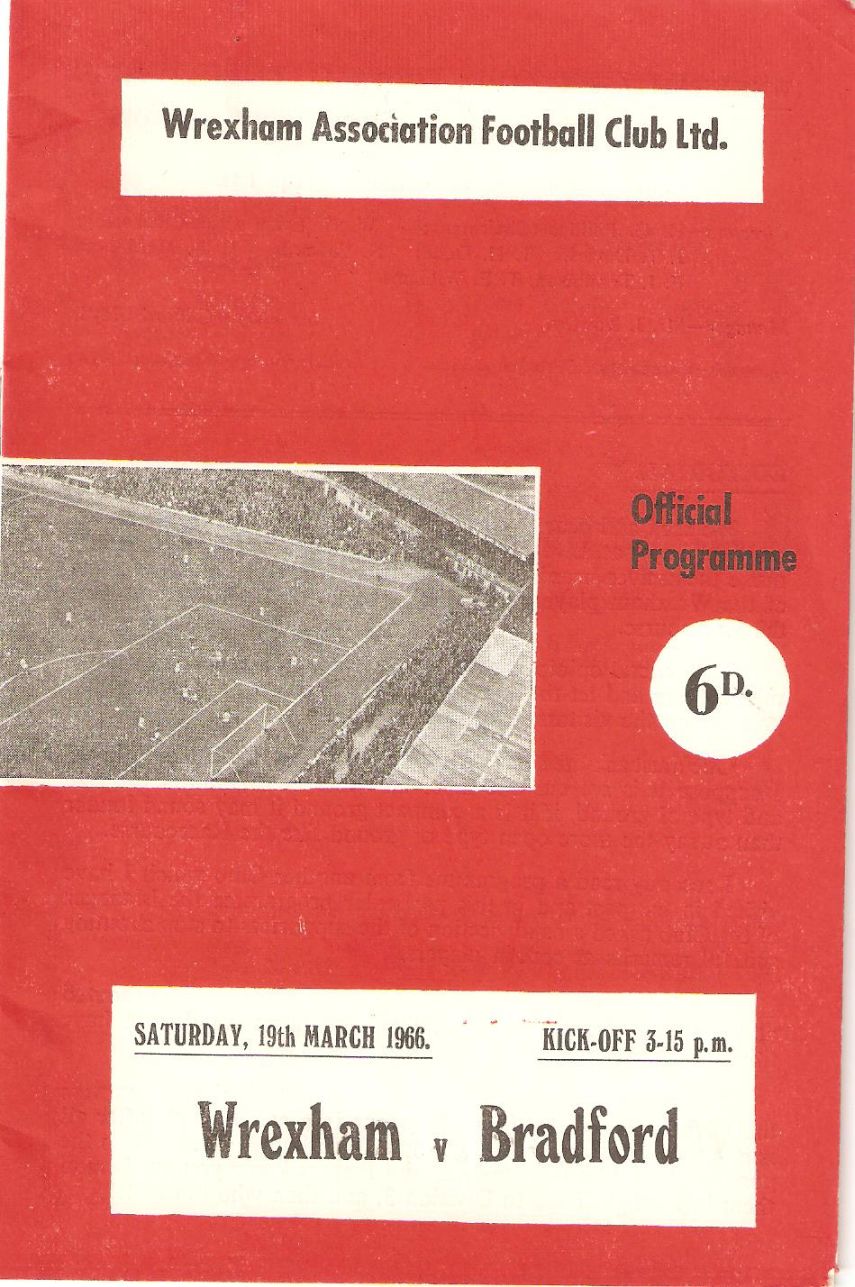 Wrexham Association Football Club Ltd.
Official
Programme
6D.
SATURDAY, 19th MARCH 1966. KICK-OFF 3-15 p.m.
Wrexham v Bradford